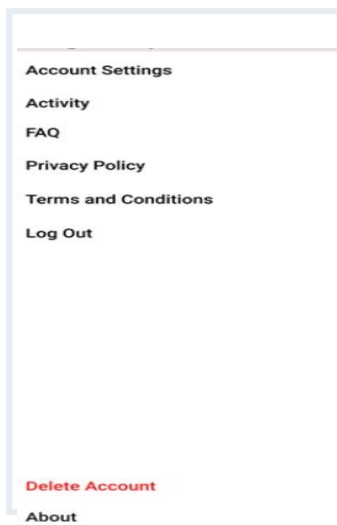 Account Settings
Activity
FAQ
Privacy Policy
Terms and Conditions
Log Out
Delete Account
About